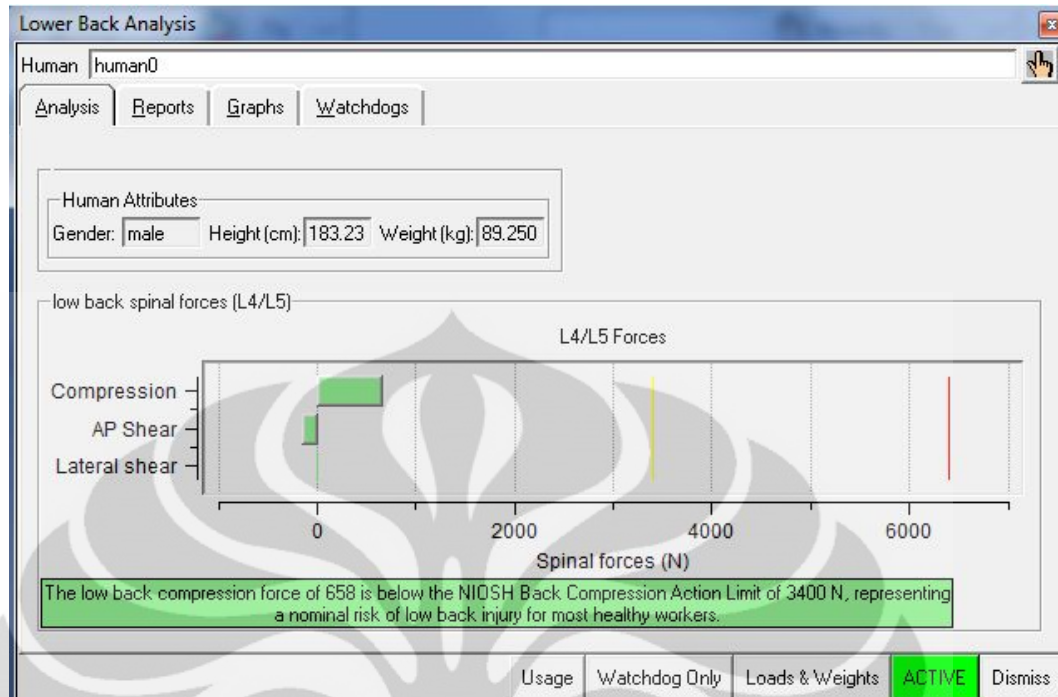 Lower Back Analysis
Human human0
Analysis Reports Graphs Watchdogs
Human Attributes
Gender: male Height (cm): 183.23 Weight (kg): 89.250
low back spinal forces (L4/L5)
L4/L5 Forces
Compression
AP Shear
Lateral shear
0 2000 4000 6000
Spinal forces (N)
The low back compression force of 658 is below the NIOSH Back Compression Action Limit of 3400 N, representing
a nominal risk of low back injury for most healthy workers.
Usage Watchdog Only Loads & Weights ACTIVE Dismiss